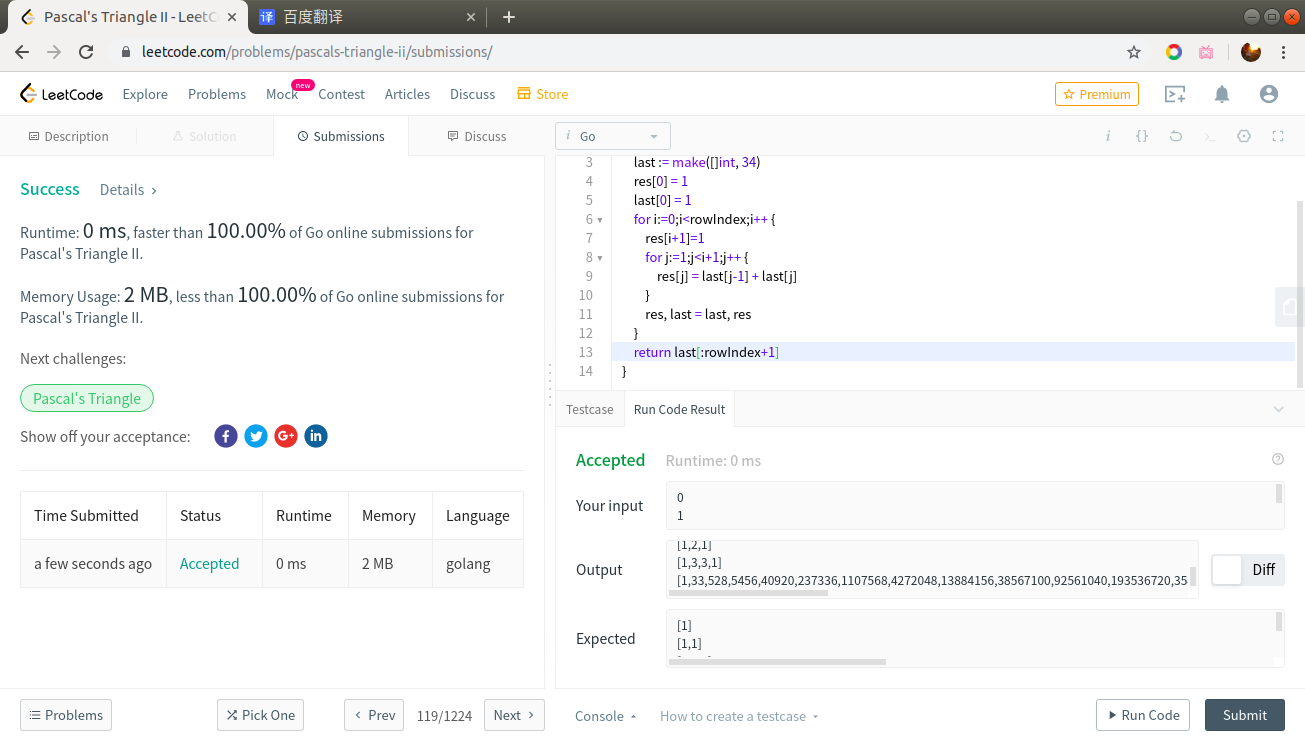 Pascal's Triangle II - LeetC
百度翻译
leetcode.com/problems/pascals-triangle-ii/submissions/
LeetCode
Explore
Problems
Mock
new
Contest
Articles
Discuss
Store
Premium
Description
Solution
Submissions
Discuss
i Go
Success
Details
Runtime: 0 ms, faster than 100.00% of Go online submissions for
Pascal's Triangle II.
Memory Usage: 2 MB, less than 100.00% of Go online submissions for
Pascal's Triangle II.
Next challenges:
Pascal's Triangle
Show off your acceptance:
Time Submitted Status Runtime Memory Language
a few seconds ago Accepted 0 ms 2 MB golang
3 last := make([]int, 34)
4 res[0] = 1
5 last[0] = 1
6 for i:=0;i<rowIndex;i++ {
7 res[i+1]=1
8 for j:=1;j<i+1;j++ {
9 res[j] = last[j-1] + last[j]
10 }
11 res, last = last, res
12 }
13 return last[:rowIndex+1]
14 }
Testcase
Run Code Result
Accepted
Runtime: 0 ms
Your input
0
1
Output
[1,2,1]
[1,3,3,1]
[1,33,528,5456,40920,237336,1107568,4272048,13884156,38567100,92561040,193536720,35
Diff
Expected
[1]
[1,1]
Problems
Pick One
Prev
119/1224
Next
Console
How to create a testcase
Run Code
Submit